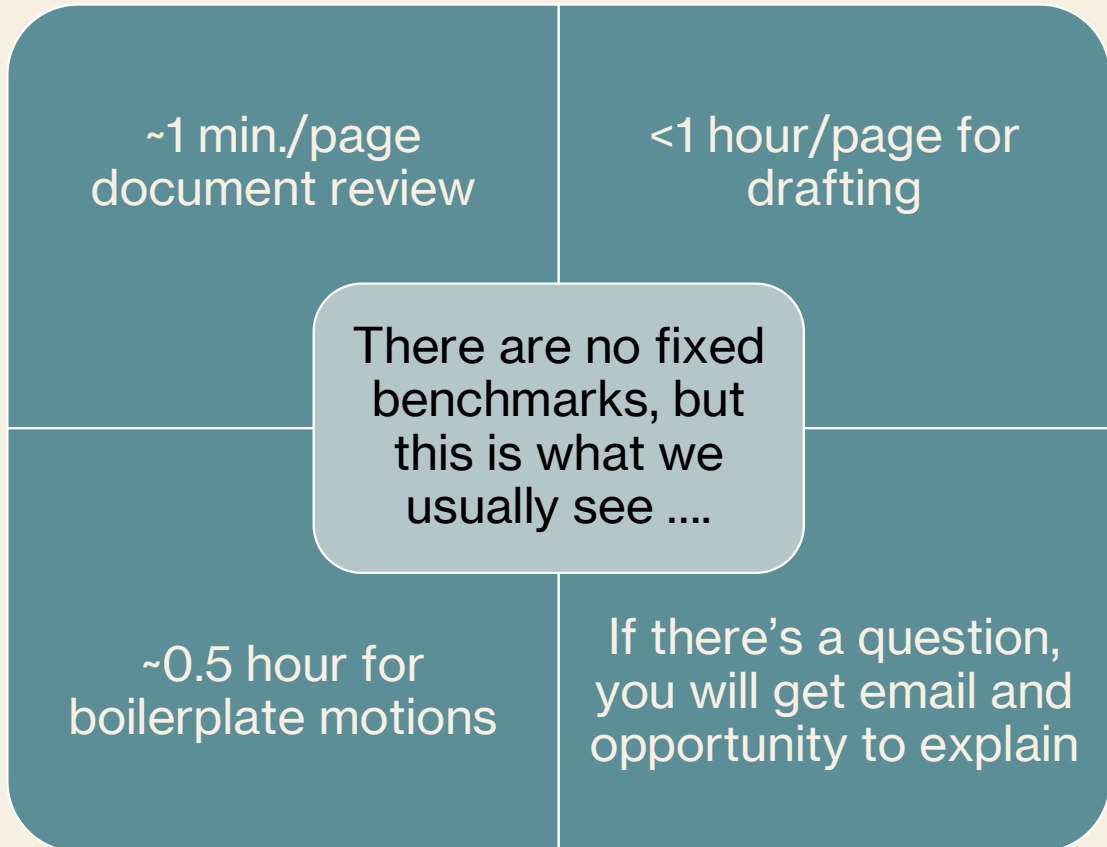 ~1 min./page
document review
<1 hour/page for
drafting
There are no fixed
benchmarks, but
this is what we
usually see ....
~0.5 hour for
boilerplate motions
If there’s a question,
you will get email and
opportunity to explain